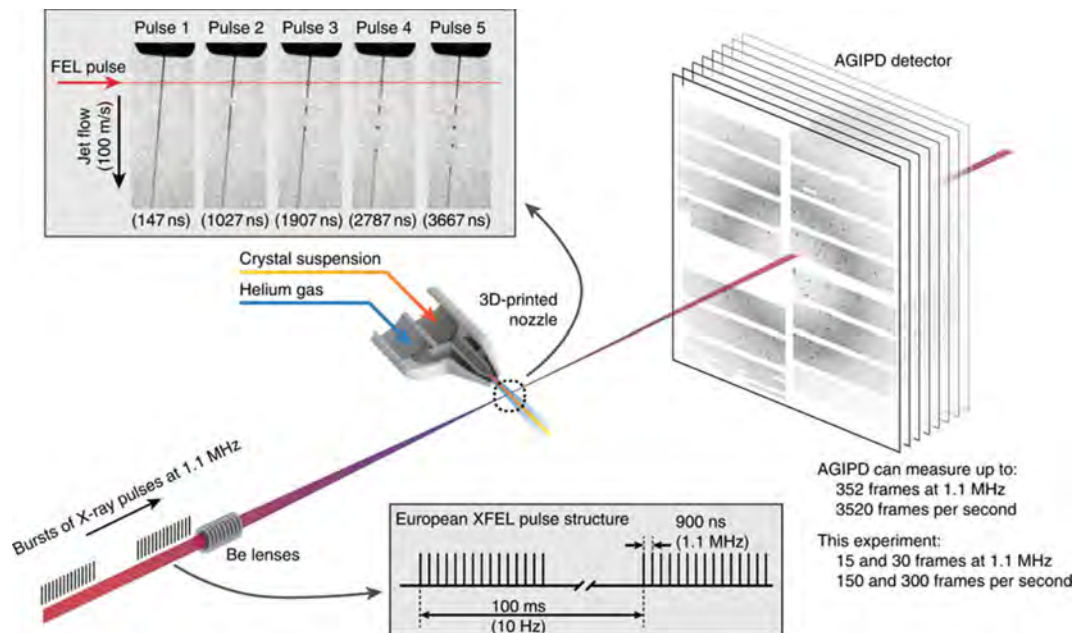 Pulse 1 Pulse 2 Pulse 3 Pulse 4 Pulse 5
FEL pulse
Jet flow
(100 m/s)
(147 ns) (1027 ns) (1907 ns) (2787 ns) (3667 ns)
AGIPD detector
Crystal suspension
Helium gas
3D-printed
nozzle
Bursts of X-ray pulses at 1.1 MHz
Be lenses
European XFEL pulse structure
900 ns
(1.1 MHz)
100 ms
(10 Hz)
AGIPD can measure up to:
352 frames at 1.1 MHz
3520 frames per second
This experiment:
15 and 30 frames at 1.1 MHz
150 and 300 frames per second